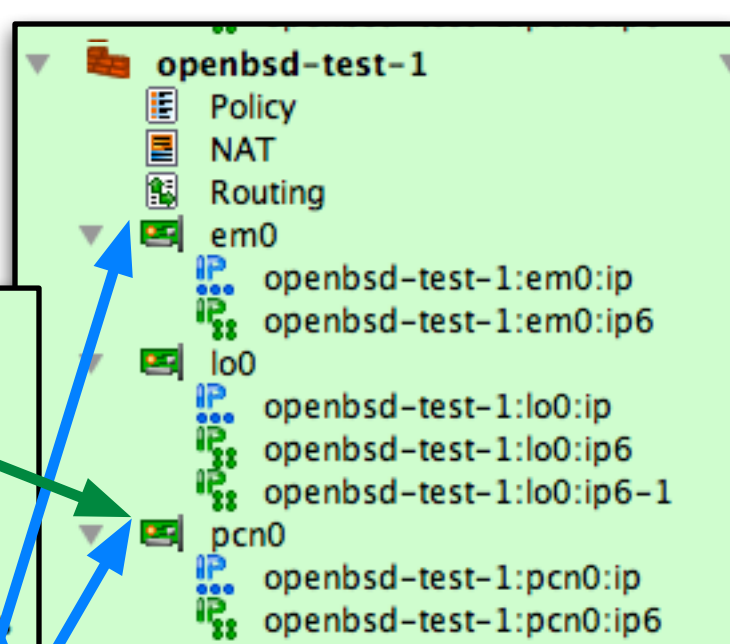 openbsd-test-1
Policy
NAT
Routing
em0
openbsd-test-1:em0:ip
openbsd-test-1:em0:ip6
lo0
openbsd-test-1:lo0:ip
openbsd-test-1:lo0:ip6
openbsd-test-1:lo0:ip6-1
pcn0
openbsd-test-1:pcn0:ip
openbsd-test-1:pcn0:ip6